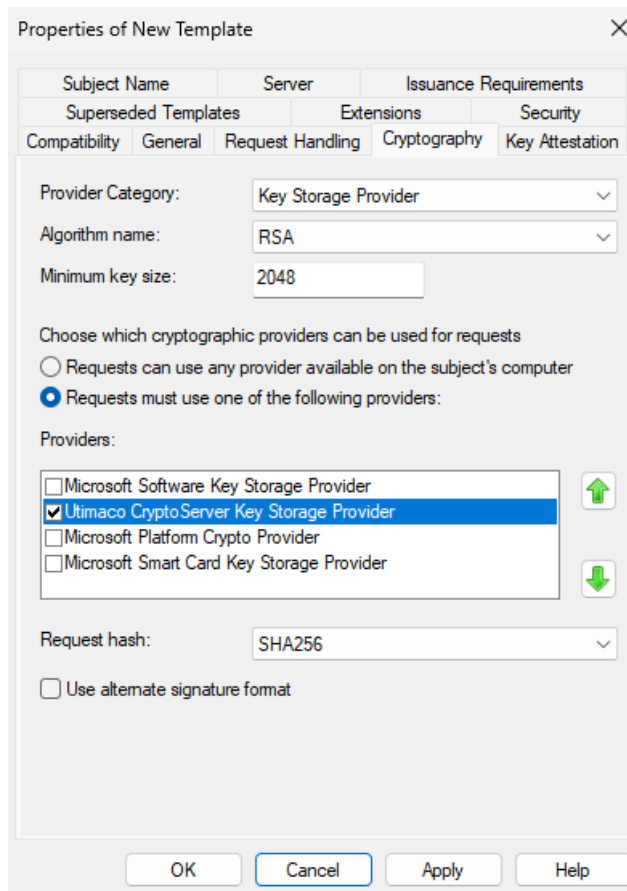 Properties of New Template
Subject Name Server Issuance Requirements
Superseded Templates Extensions Security
Compatibility General Request Handling Cryptography Key Attestation
Provider Category: Key Storage Provider
Algorithm name: RSA
Minimum key size: 2048
Choose which cryptographic providers can be used for requests
Requests can use any provider available on the subject's computer
Requests must use one of the following providers:
Providers:
Microsoft Software Key Storage Provider
Utimaco CryptoServer Key Storage Provider
Microsoft Platform Crypto Provider
Microsoft Smart Card Key Storage Provider
Request hash: SHA256
Use alternate signature format
OK Cancel Apply Help